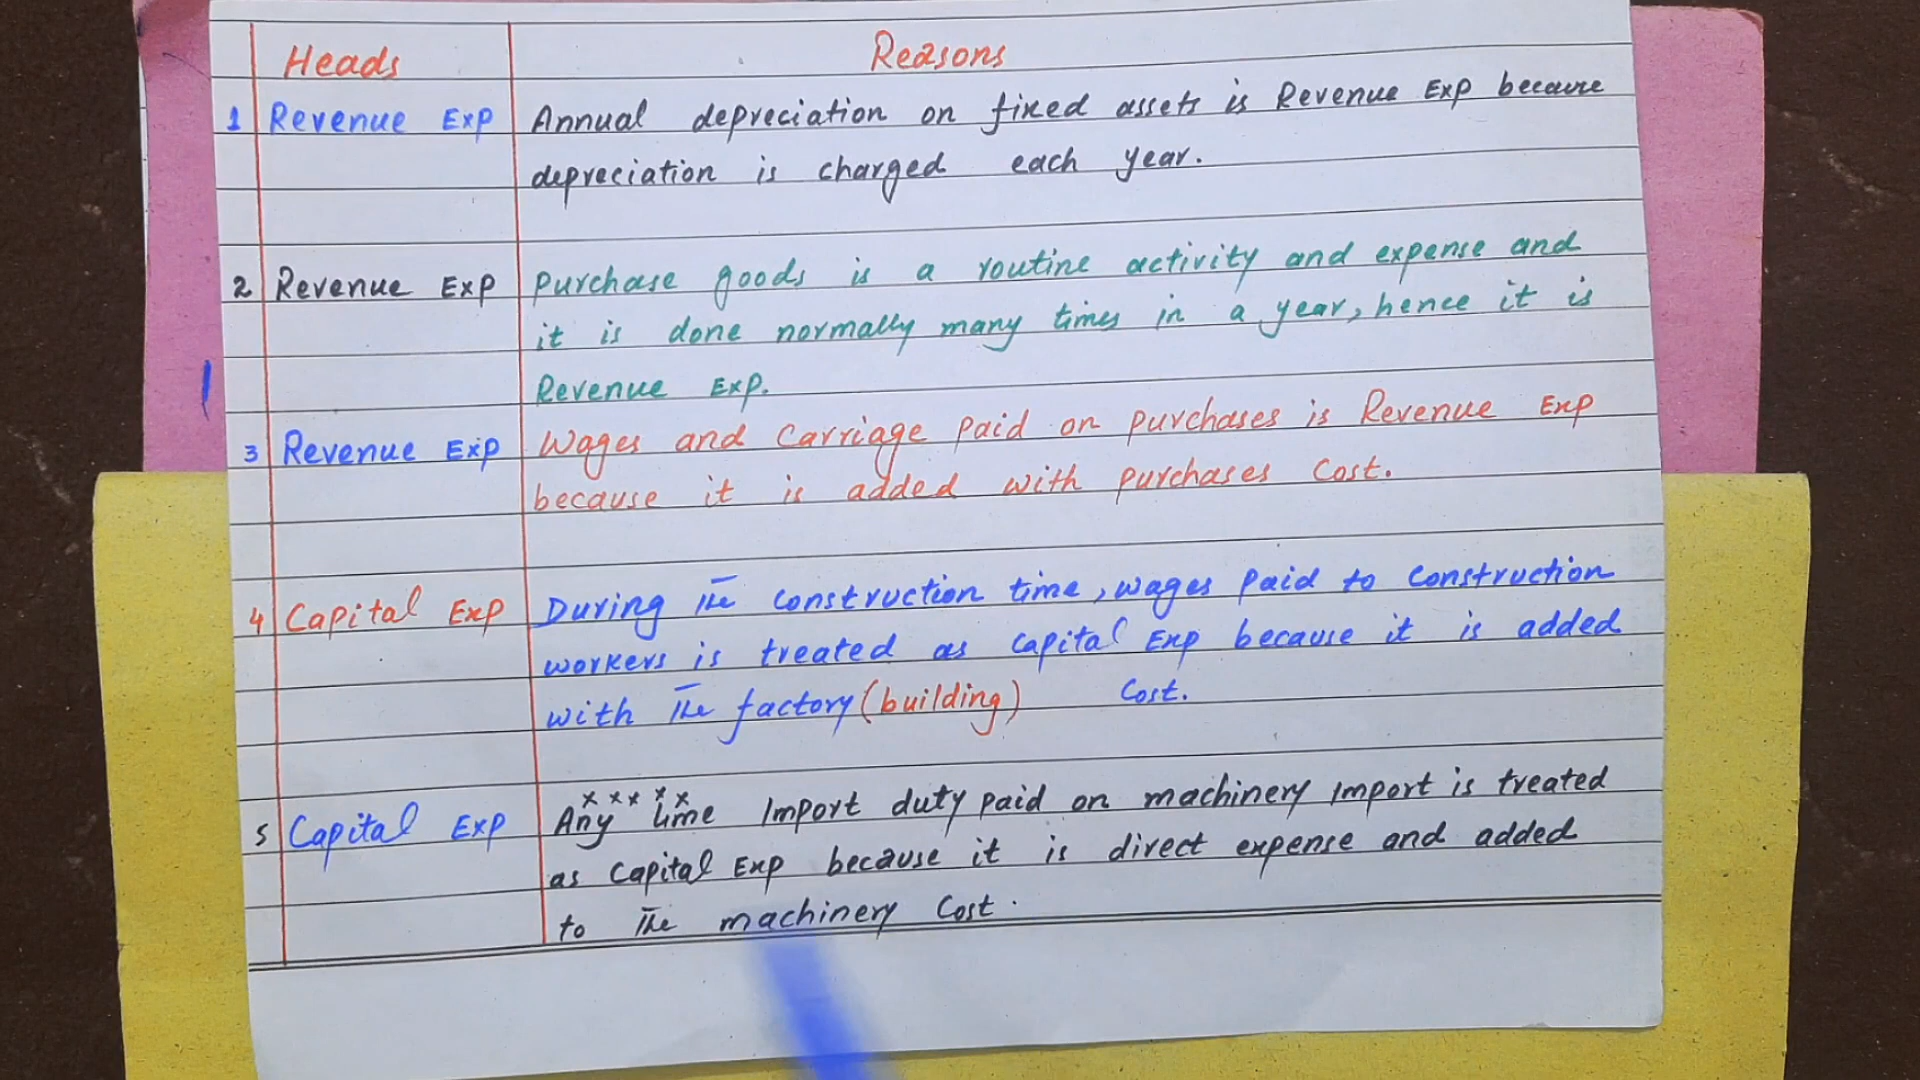 Heads Reasons
1 Revenue Exp Annual depreciation on fixed assets is Revenue Exp because
depreciation is charged each year.
2 Revenue Exp Purchase goods is a routine activity and expense and
it is done normally many times in a year, hence it is
Revenue Exp.
3 Revenue Exp Wages and Carriage paid on purchases is Revenue Exp
because it is added with purchases Cost.
4 Capital Exp During the construction time, wages paid to construction
workers is treated as Capital Exp because it is added
with the factory (building) Cost.
x x x x x
5 Capital Exp Any time Import duty paid on machinery import is treated
as Capital Exp because it is direct expense and added
to the machinery Cost.